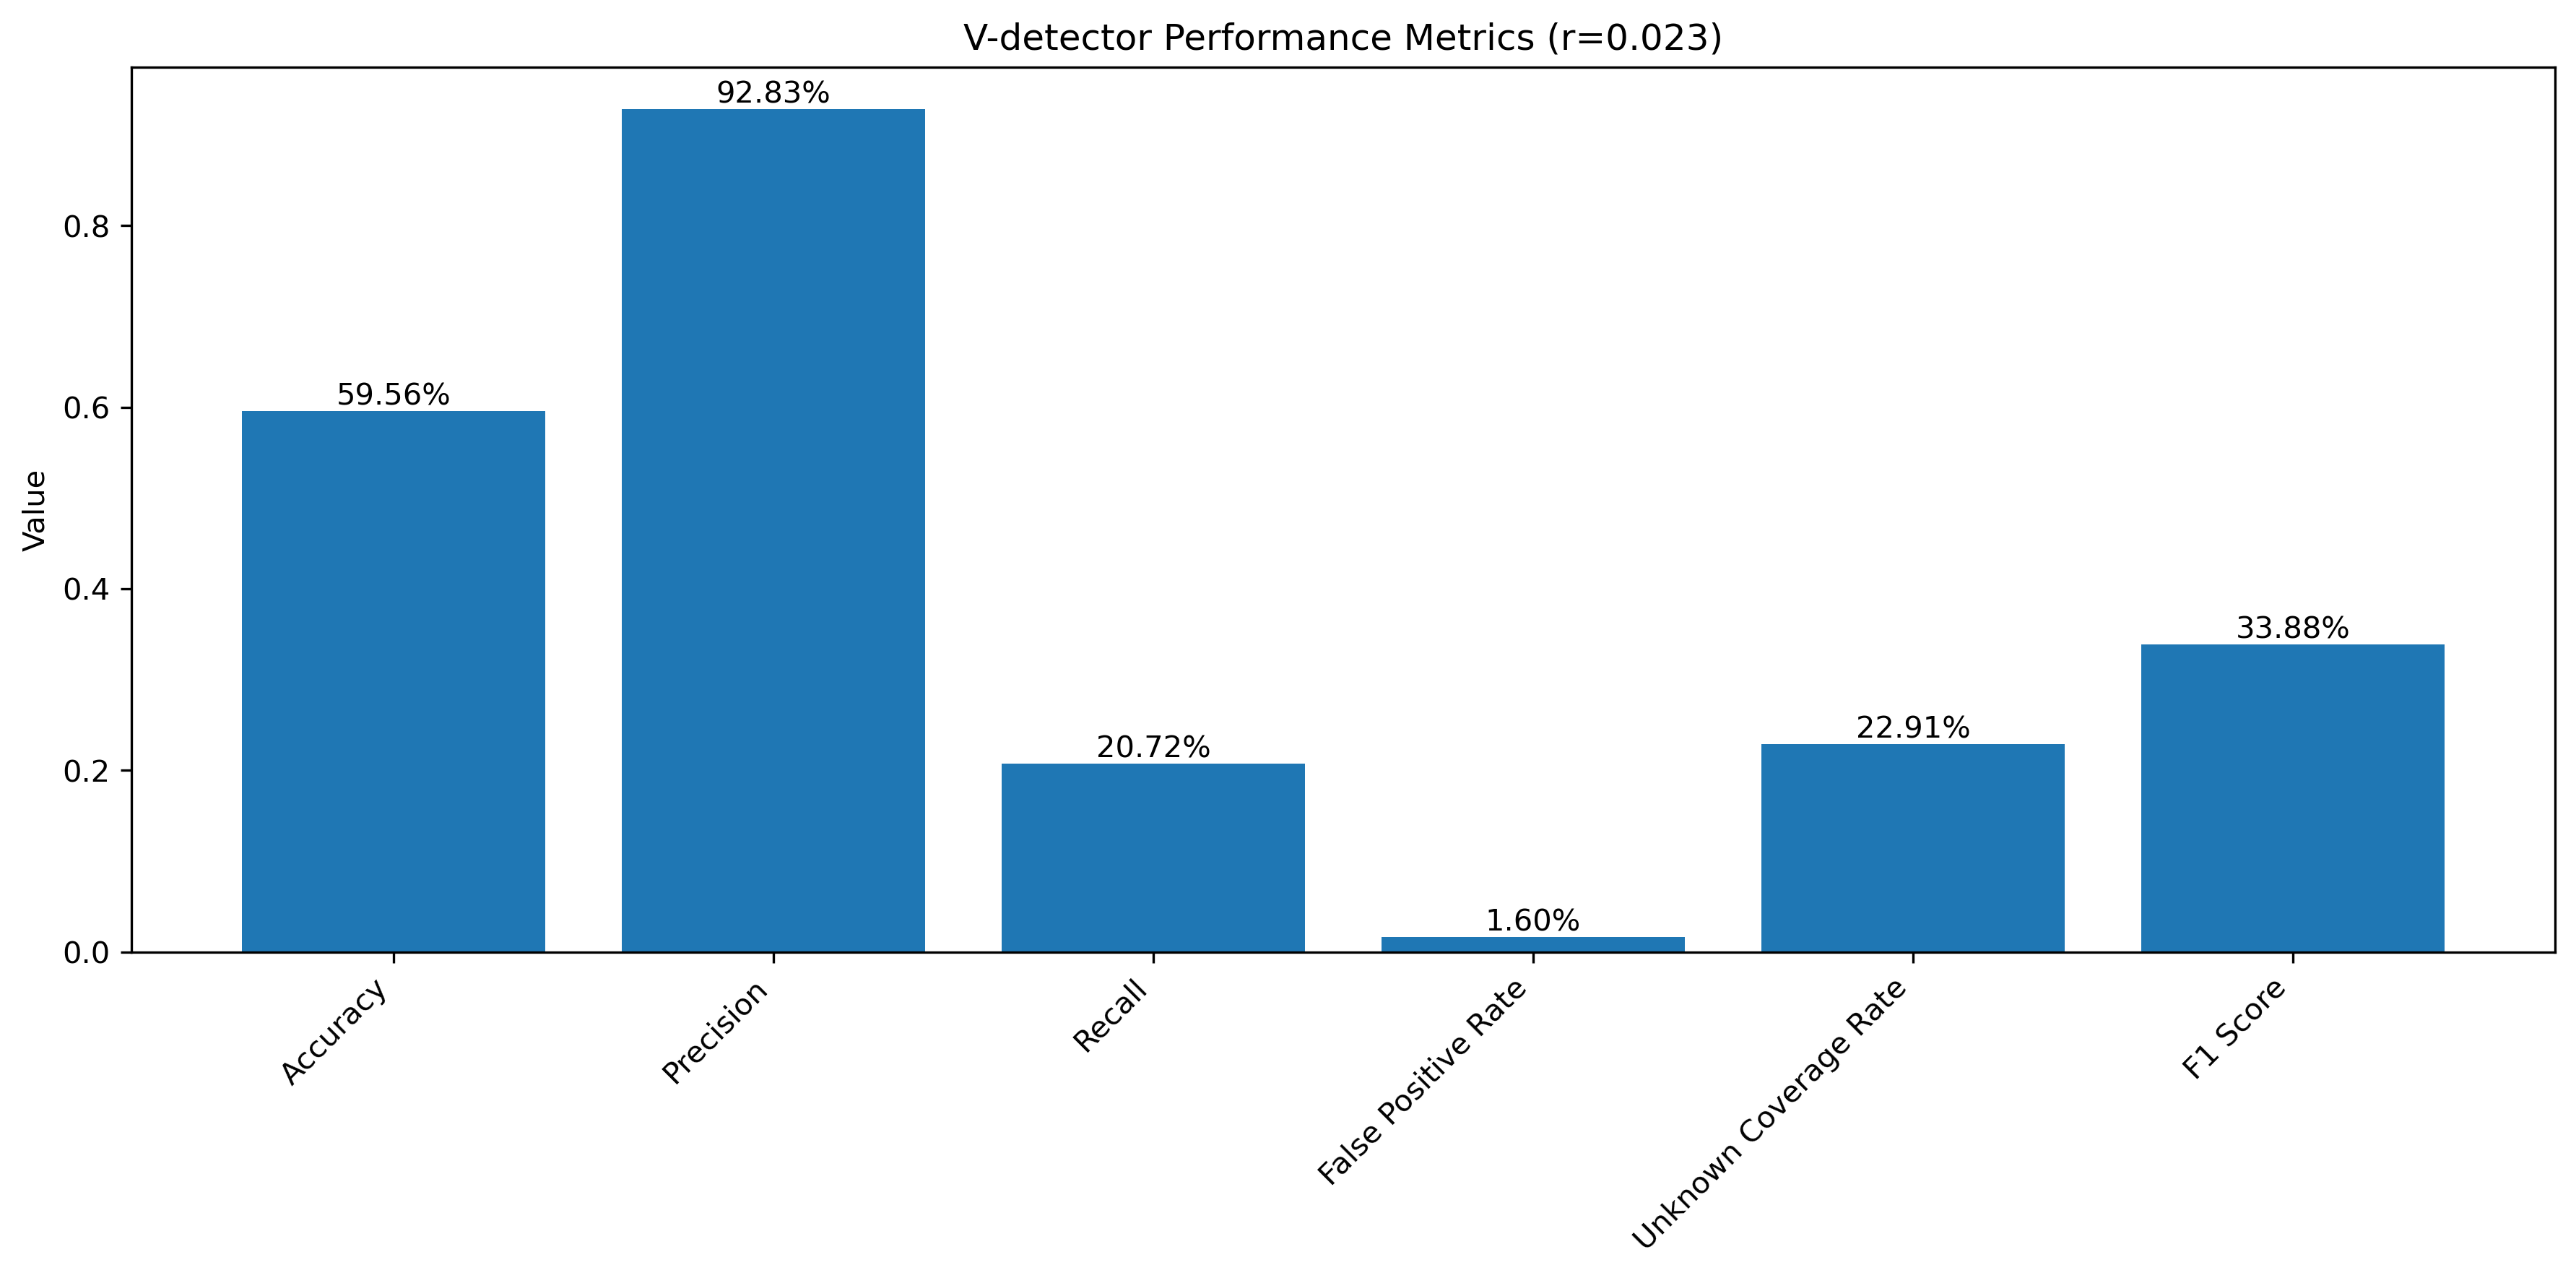 V-detector Performance Metrics (r=0.023)
Value
0.8
0.6
0.4
0.2
0.0
59.56%
92.83%
20.72%
1.60%
22.91%
33.88%
Accuracy
Precision
Recall
False Positive Rate
Unknown Coverage Rate
F1 Score